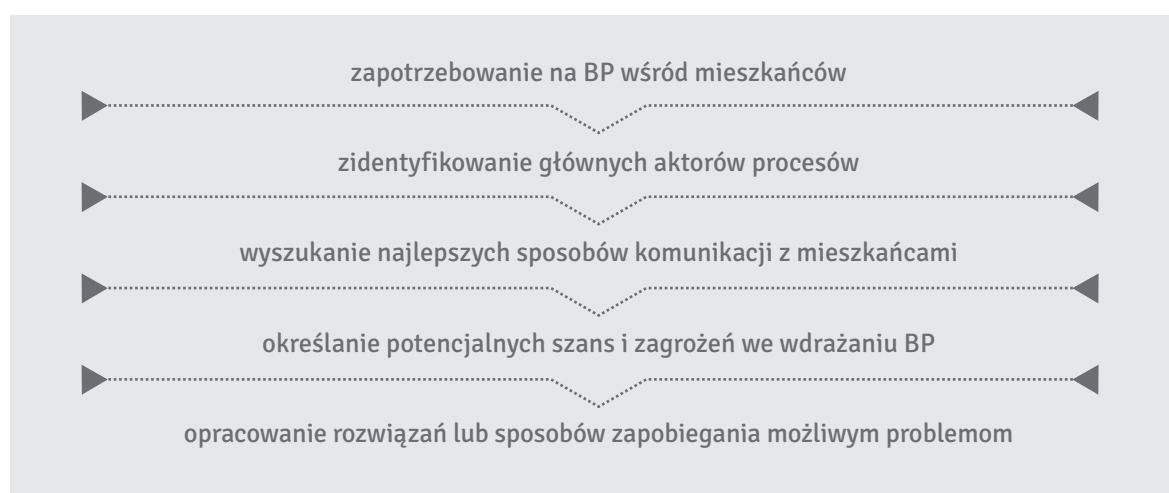 zapotrzebowanie na BP wśród mieszkańców
zidentyfikowanie głównych aktorów procesów
wyszukanie najlepszych sposobów komunikacji z mieszkańcami
określanie potencjalnych szans i zagrożeń we wdrażaniu BP
opracowanie rozwiązań lub sposobów zapobiegania możliwym problemom